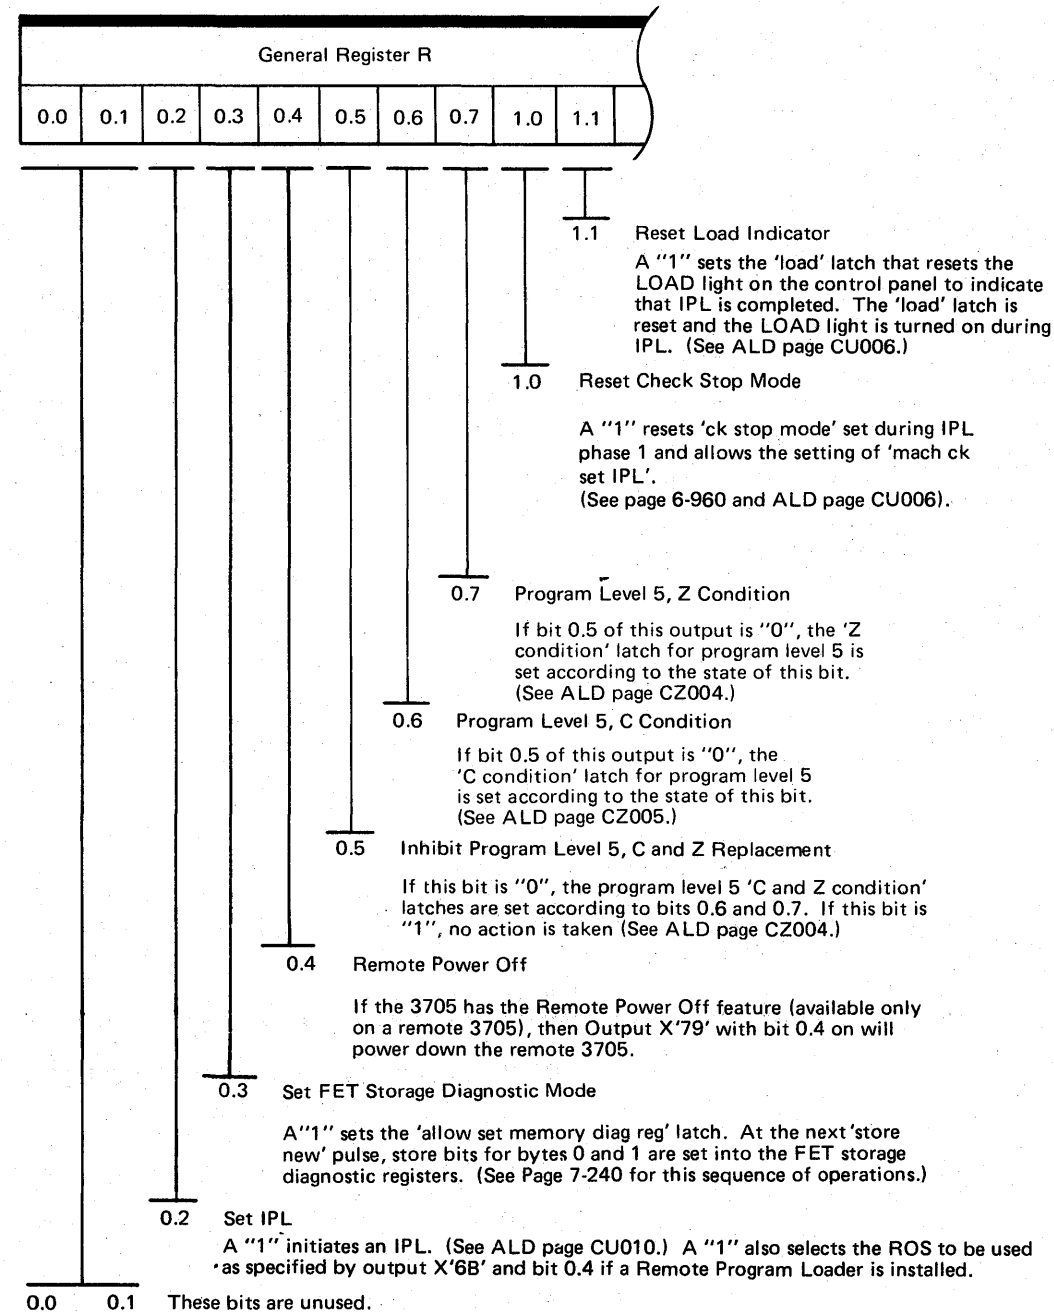 General Register R
0.0 0.1 0.2 0.3 0.4 0.5 0.6 0.7 1.0 1.1
1.1 Reset Load Indicator
A "1" sets the 'load' latch that resets the
LOAD light on the control panel to indicate
that IPL is completed. The 'load' latch is
reset and the LOAD light is turned on during
IPL. (See ALD page CU006.)
1.0 Reset Check Stop Mode
A "1" resets 'ck stop mode' set during IPL
phase 1 and allows the setting of 'mach ck
set IPL'.
(See page 6-960 and ALD page CU006).
0.7 Program Level 5, Z Condition
If bit 0.5 of this output is "0", the 'Z
condition' latch for program level 5 is
set according to the state of this bit.
(See ALD page CZ004.)
0.6 Program Level 5, C Condition
If bit 0.5 of this output is "0", the
'C condition' latch for program level 5
is set according to the state of this bit.
(See ALD page CZ005.)
0.5 Inhibit Program Level 5, C and Z Replacement
If this bit is "0", the program level 5 'C and Z condition'
latches are set according to bits 0.6 and 0.7. If this bit is
"1", no action is taken (See ALD page CZ004.)
0.4 Remote Power Off
If the 3705 has the Remote Power Off feature (available only
on a remote 3705), then Output X'79' with bit 0.4 on will
power down the remote 3705.
0.3 Set FET Storage Diagnostic Mode
A"1" sets the 'allow set memory diag reg' latch. At the next 'store
new' pulse, store bits for bytes 0 and 1 are set into the FET storage
diagnostic registers. (See Page 7-240 for this sequence of operations.)
0.2 Set IPL
A "1" initiates an IPL. (See ALD page CU010.) A "1" also selects the ROS to be used
as specified by output X'6B' and bit 0.4 if a Remote Program Loader is installed.
0.0 0.1 These bits are unused.